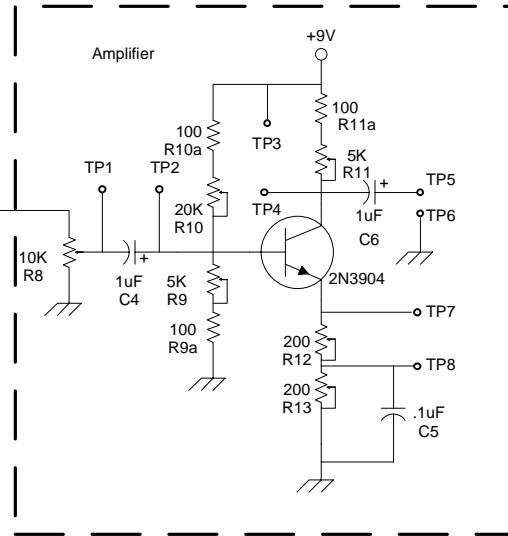 +9V
Amplifier
100
R10a
100
R11a
TP3
TP1
TP2
5K
R11
TP5
20K
R10
TP4
1uF
C6
TP6
10K
R8
1uF
C4
5K
R9
2N3904
100
R9a
TP7
200
R12
TP8
200
R13
.1uF
C5
+
+